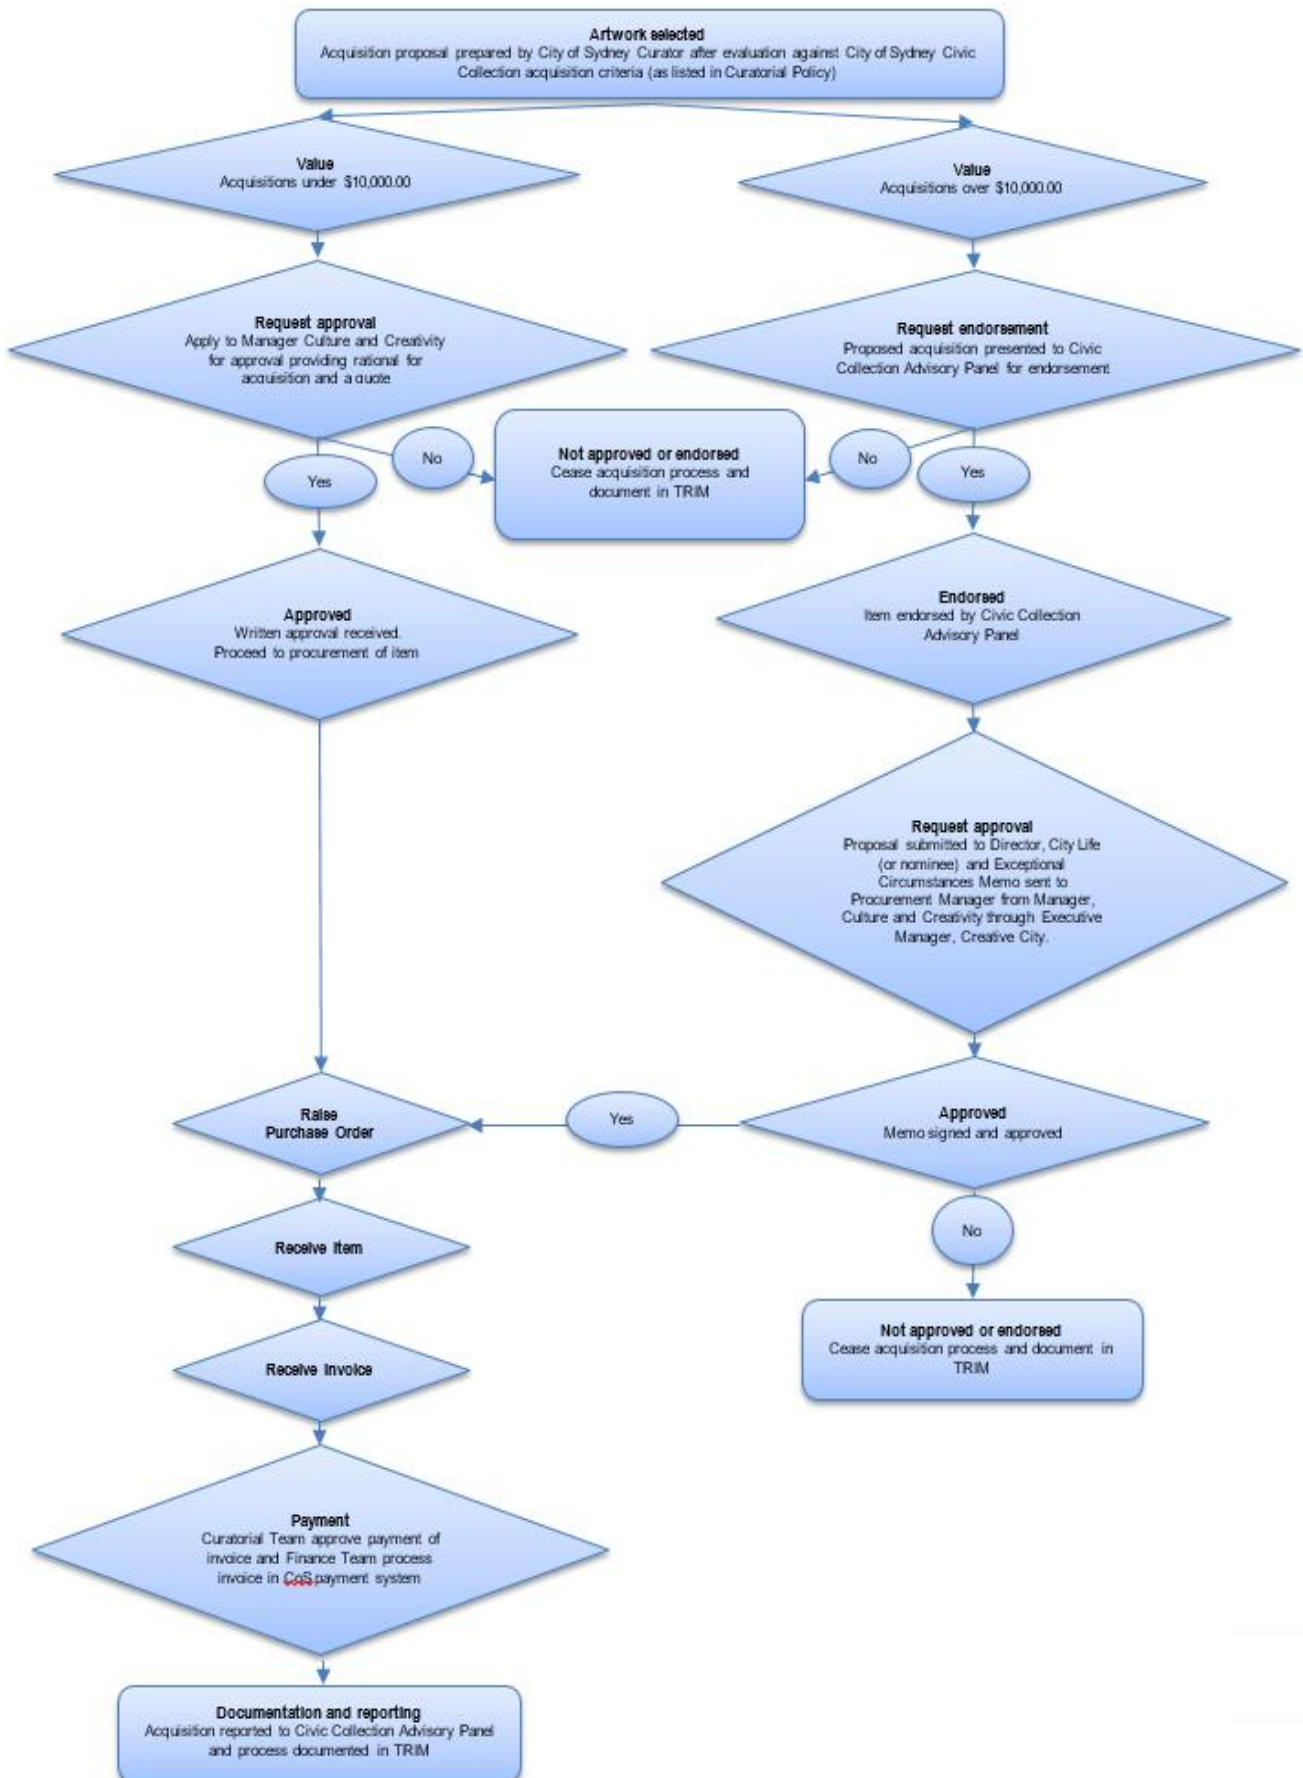 Artwork selected
Acquisition proposal prepared by City of Sydney Curator after evaluation against City of Sydney Civic
Collection acquisition criteria (as listed in Curatorial Policy)
Value
Acquisitions under $10,000.00
Value
Acquisitions over $10,000.00
Request approval
Apply to Manager Culture and Creativity
for approval providing rational for
acquisition and a quote
Request endorsement
Proposed acquisition presented to Civic
Collection Advisory Panel for endorsement
No
Not approved or endorsed
Cease acquisition process and
document in TRIM
No
Yes
Yes
Approved
Written approval received.
Proceed to procurement of item
Endorsed
Item endorsed by Civic Collection
Advisory Panel
Request approval
Proposal submitted to Director, City Life
(or nominee) and Exceptional
Circumstances Memo sent to
Procurement Manager from Manager,
Culture and Creativity through Executive
Manager, Creative City.
Raise
Purchase Order
Yes
Approved
Memo signed and approved
No
Receive Item
Not approved or endorsed
Cease acquisition process and document in
TRIM
Receive Invoice
Payment
Curatorial Team approve payment of
invoice and Finance Team process
invoice in CoS payment system
Documentation and reporting
Acquisition reported to Civic Collection Advisory Panel
and process documented in TRIM